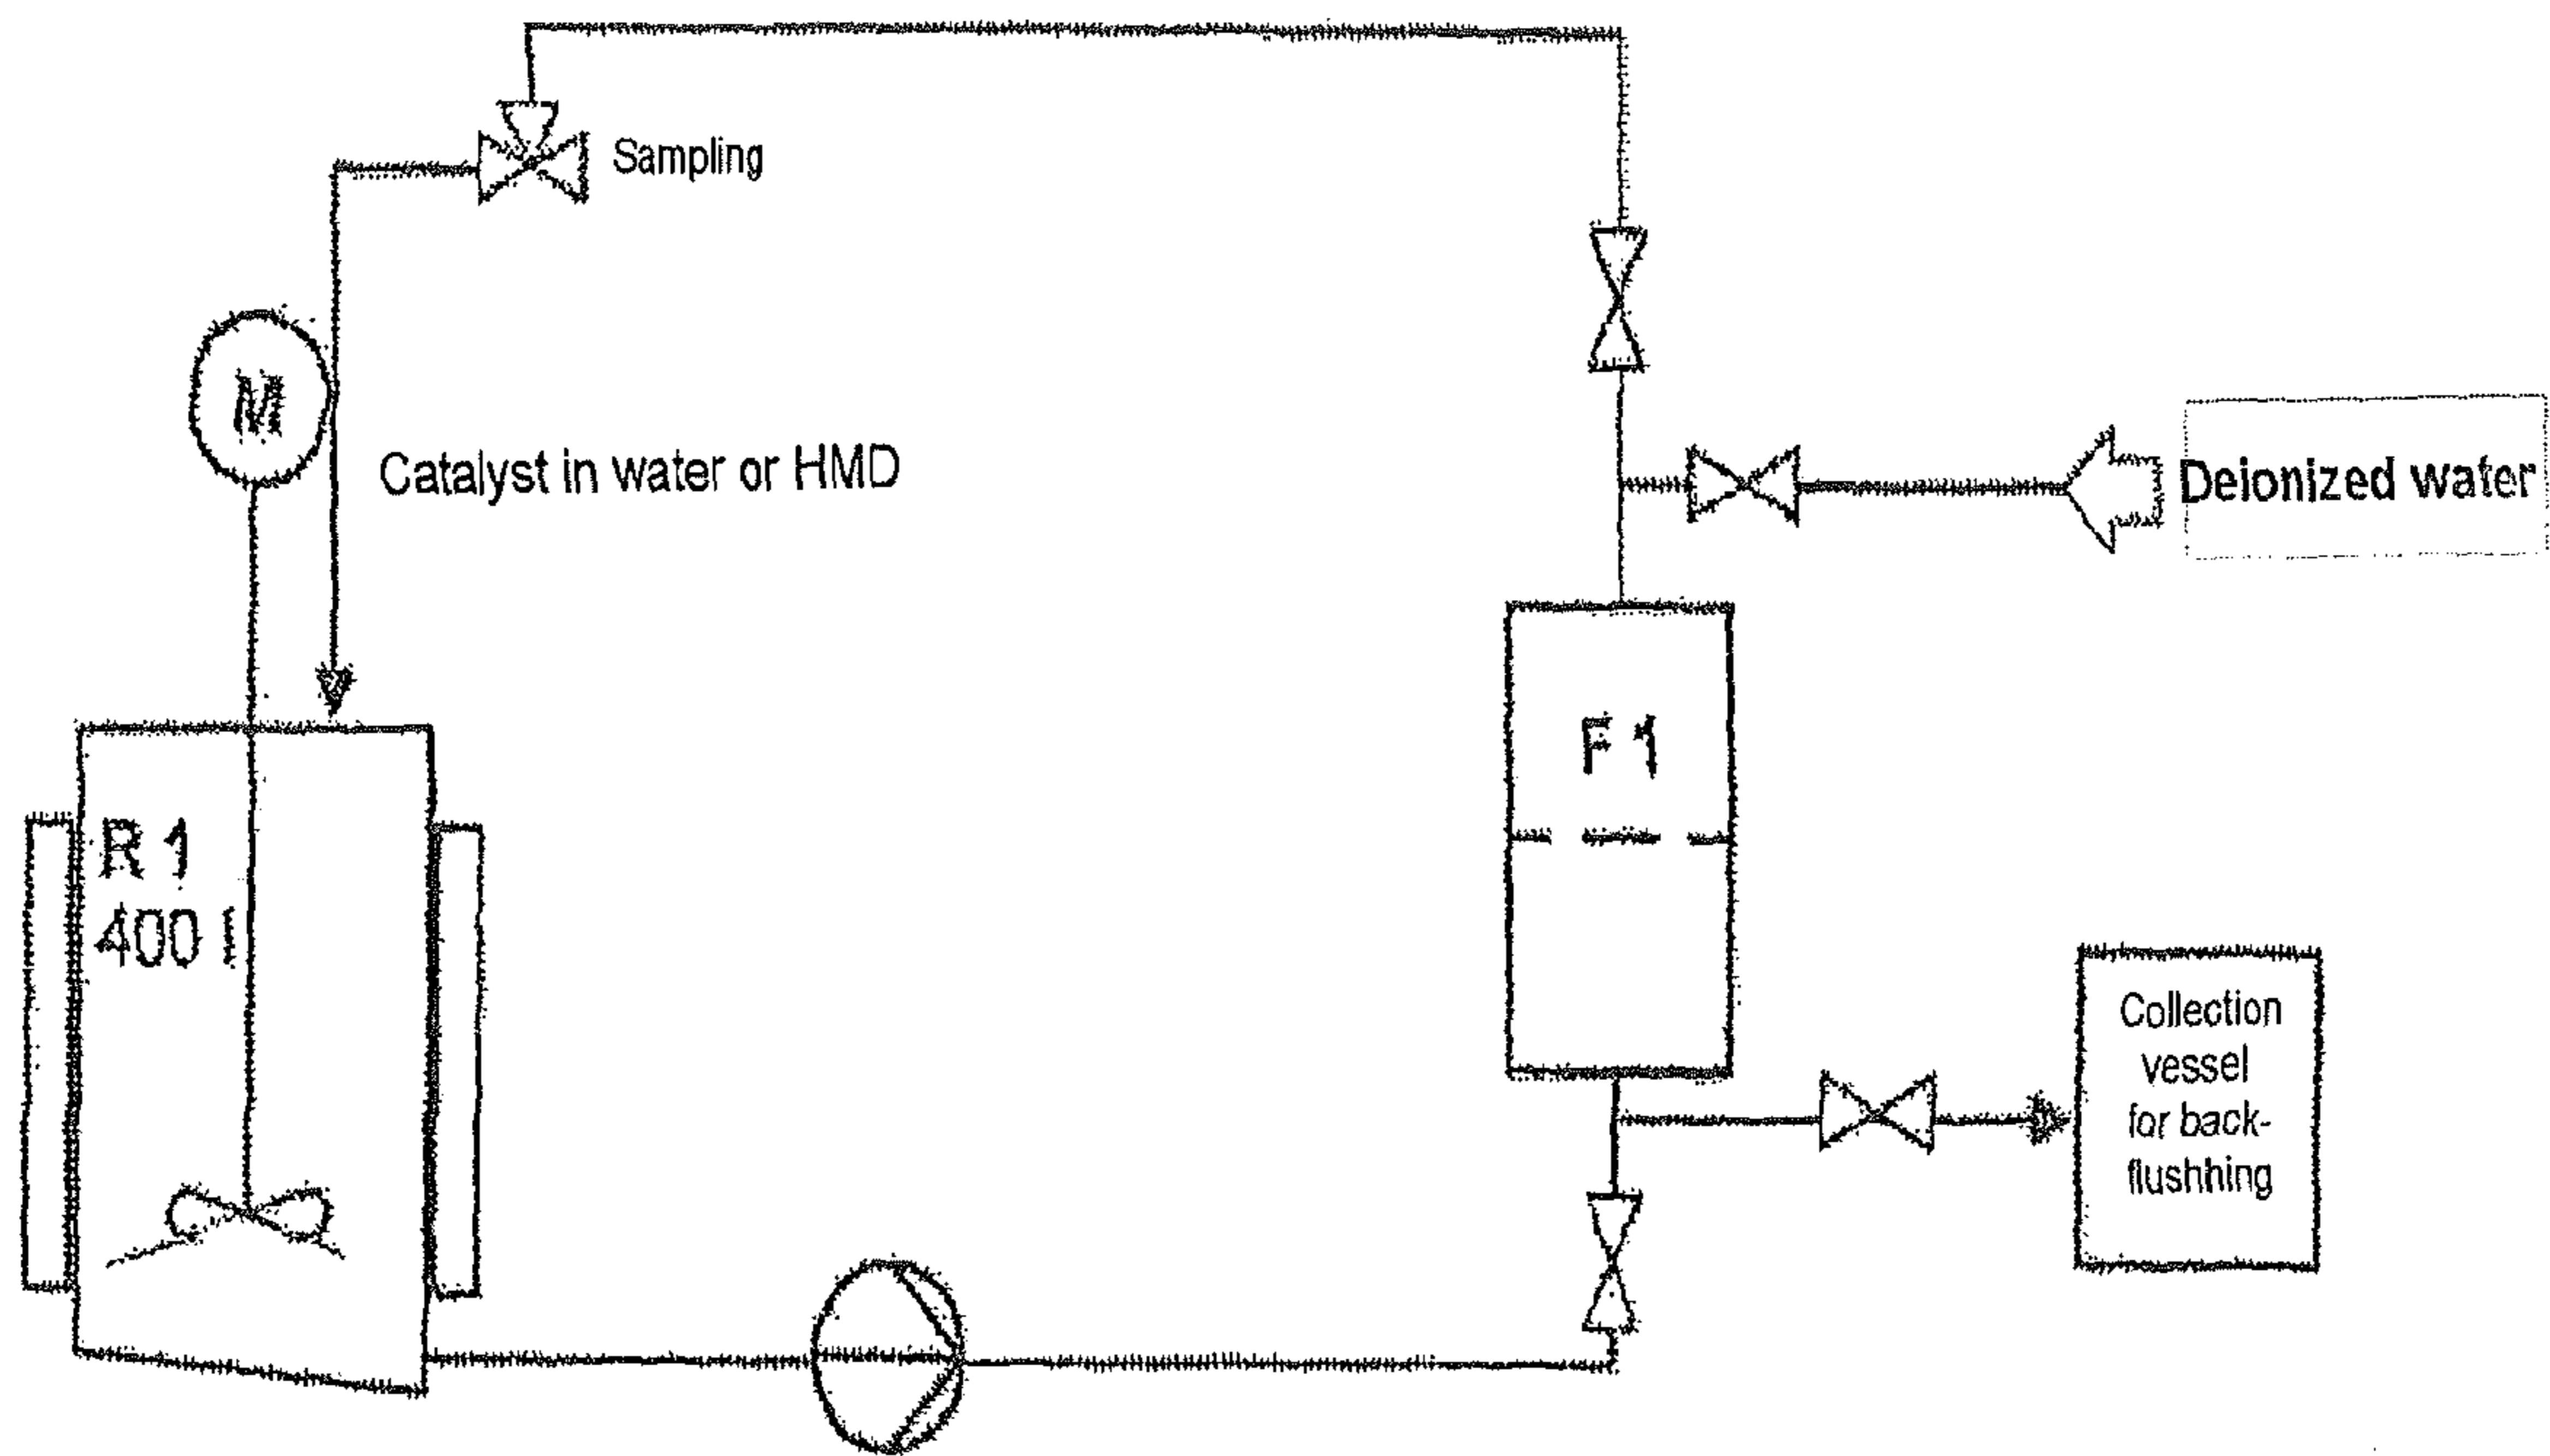 Sampling
M
Catalyst in water or HMD
Deionized water
F 1
R 1
400 l
Collection
vessel
for back-
flushhing